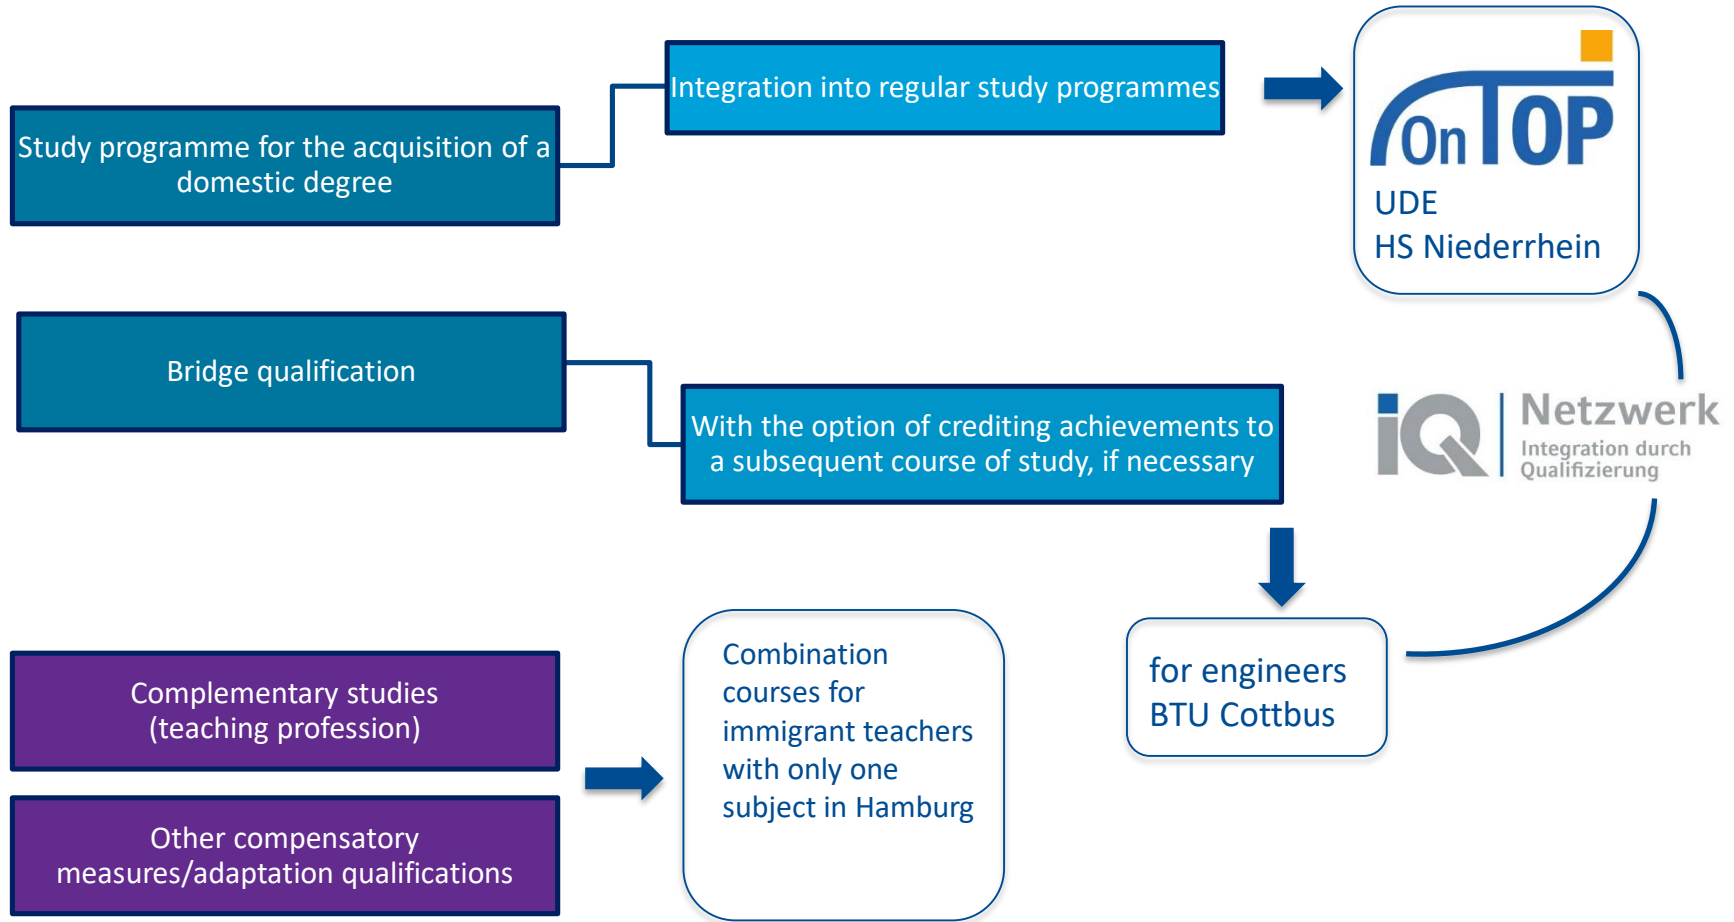 Integration into regular study programmes
Study programme for the acquisition of a
domestic degree
OnTOP
UDE
HS Niederrhein
Bridge qualification
With the option of crediting achievements to
a subsequent course of study, if necessary
iQ
Netzwerk
Integration durch
Qualifizierung
Complementary studies
(teaching profession)
Other compensatory
measures/adaptation qualifications
Combination
courses for
immigrant teachers
with only one
subject in Hamburg
for engineers
BTU Cottbus